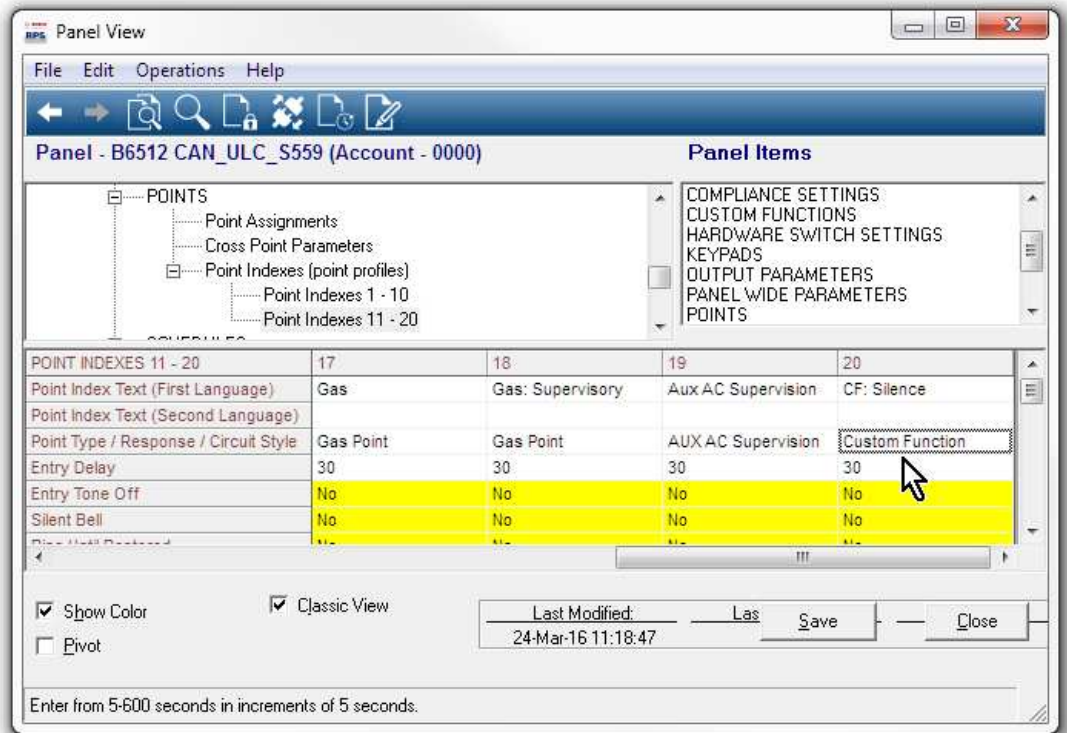 RPS Panel View
File Edit Operations Help
Panel - B6512 CAN_ULC_S559 (Account - 0000)
Panel Items
POINTS
Point Assignments
Cross Point Parameters
Point Indexes (point profiles)
Point Indexes 1 - 10
Point Indexes 11 - 20
COMPLIANCE SETTINGS
CUSTOM FUNCTIONS
HARDWARE SWITCH SETTINGS
KEYPADS
OUTPUT PARAMETERS
PANEL WIDE PARAMETERS
POINTS
POINT INDEXES 11 - 20 17 18 19 20
Point Index Text (First Language) Gas Gas: Supervisory Aux AC Supervision CF: Silence
Point Index Text (Second Language)
Point Type / Response / Circuit Style Gas Point Gas Point AUX AC Supervision Custom Function
Entry Delay 30 30 30 30
Entry Tone Off No No No No
Silent Bell No No No No
Show Color
Classic View
Pivot
Last Modified:
24-Mar-16 11:18:47
Las
Save
Close
Enter from 5-600 seconds in increments of 5 seconds.